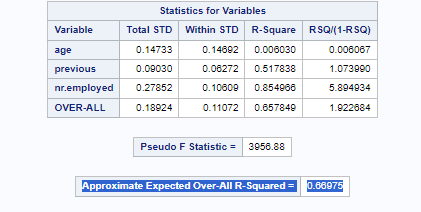 Statistics for Variables
Variable Total STD Within STD R-Square RSQ/(1-RSQ)
age 0.14733 0.14692 0.006030 0.006067
previous 0.09030 0.06272 0.517838 1.073990
nr.employed 0.27852 0.10609 0.854966 5.894934
OVER-ALL 0.18924 0.11072 0.657849 1.922684
Pseudo F Statistic = 3956.88
Approximate Expected Over-All R-Squared = 0.66975